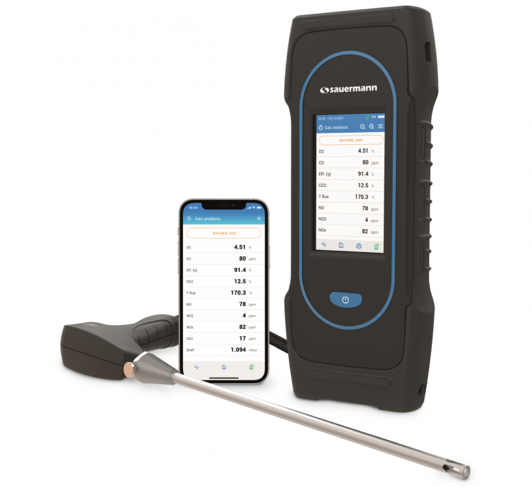 sauermann
Gas analysis
NATURAL GAS
O2 4.51 %
CO 80 ppm
Eff. (g) 91.4 %
CO2 12.5 %
T flue 170.3 °c
NO 78 ppm
NO2 4 ppm
NOx 82 ppm
Gas analysis
NATURAL GAS
O2 4.51 %
CO 80 ppm
Eff. (g) 91.4 %
CO2 12.5 %
T flue 170.3 °c
NO 78 ppm
NO2 4 ppm
NOx 82 ppm
SO2 17 ppm
Draft 1.094